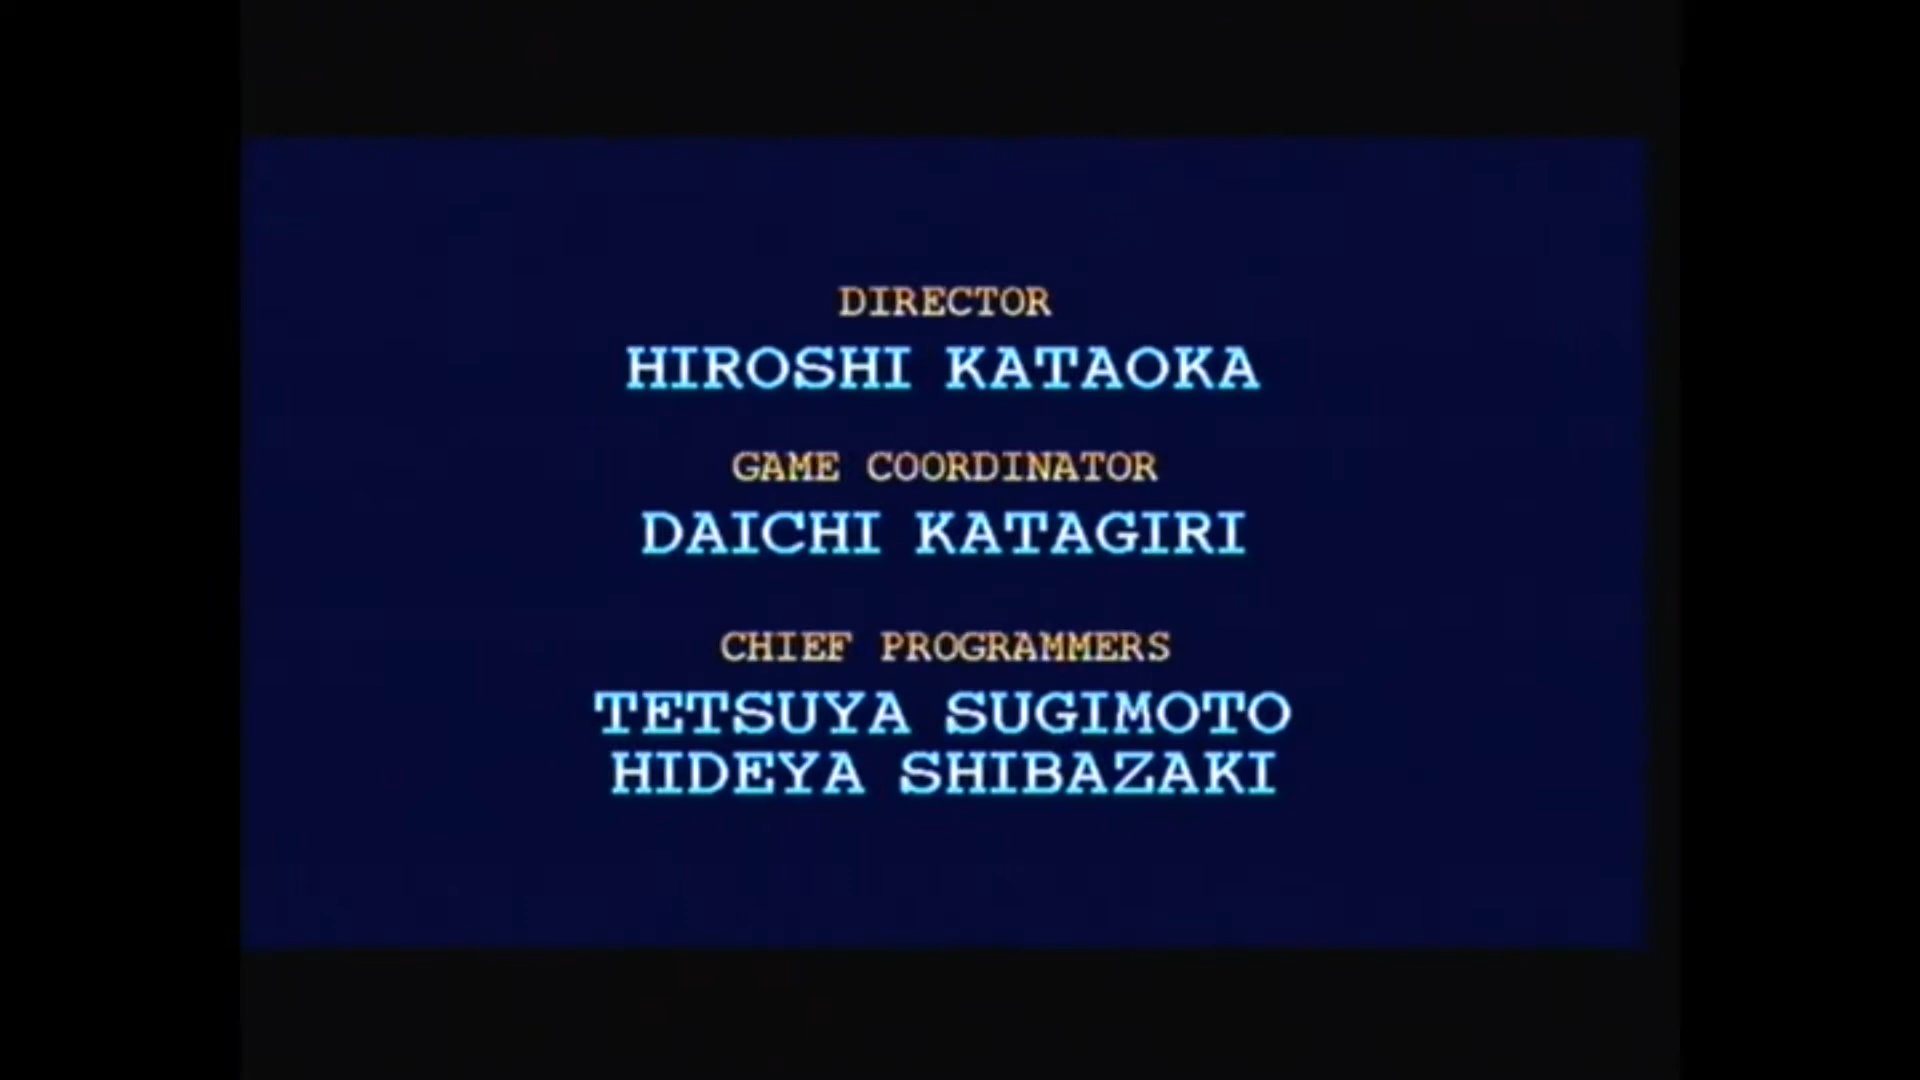 DIRECTOR
HIROSHI KATAOKA
GAME COORDINATOR
DAICHI KATAGIRI
CHIEF PROGRAMMERS
TETSUYA SUGIMOTO
HIDEYA SHIBAZAKI